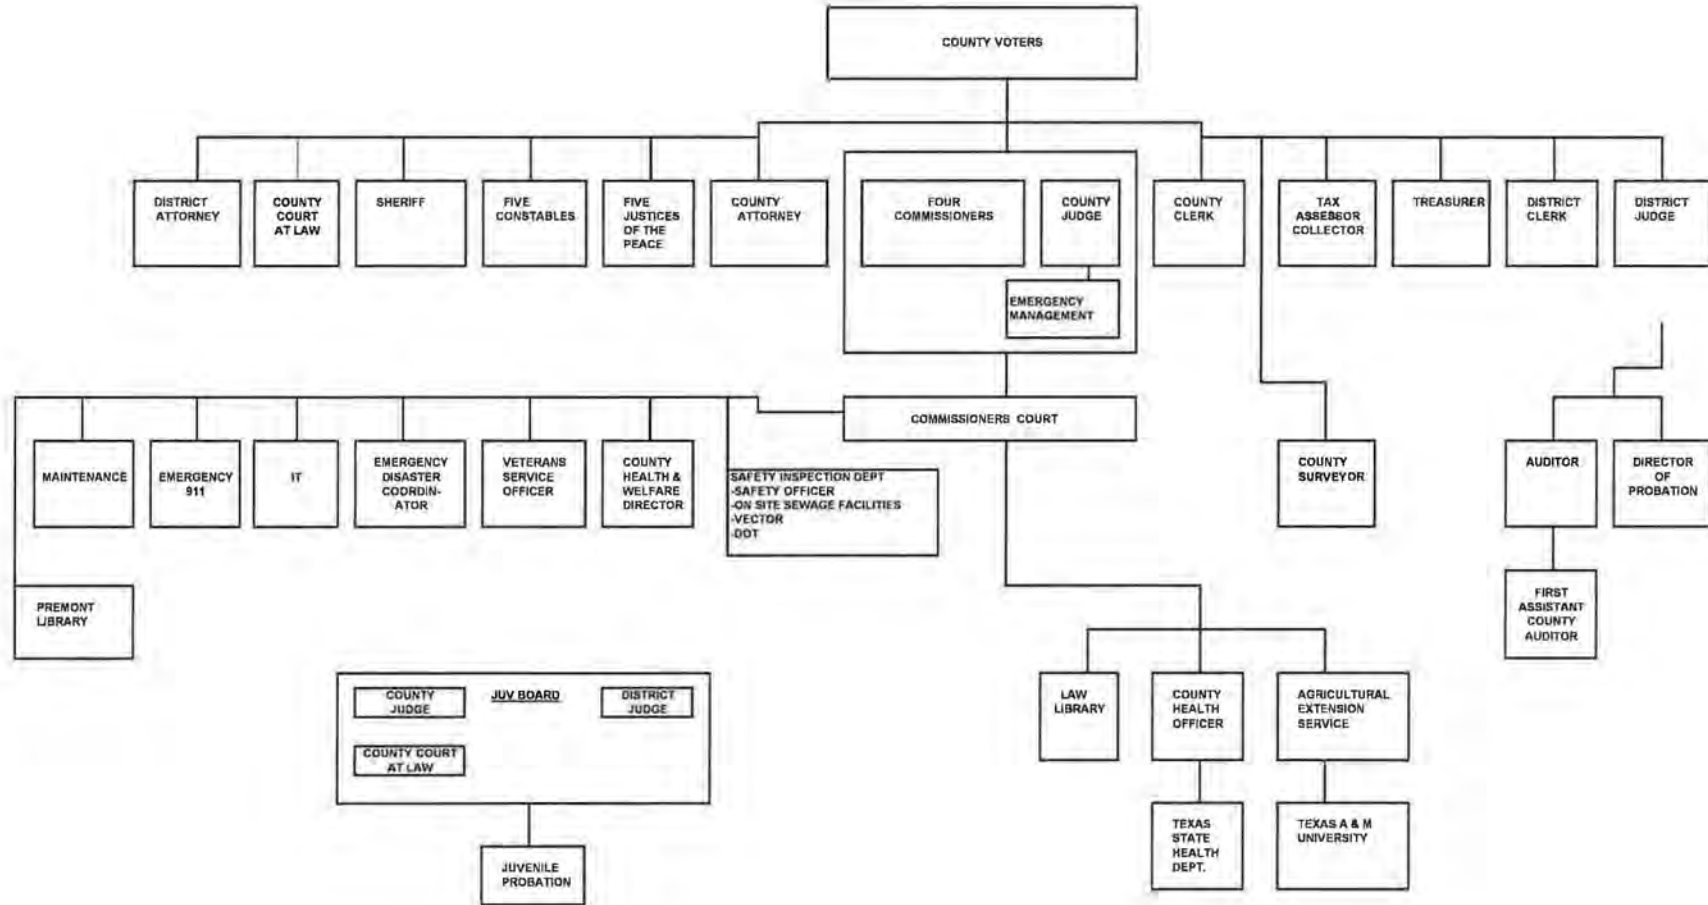 COUNTY VOTERS
DISTRICT
ATTORNEY
COUNTY
COURT
AT LAW
SHERIFF
FIVE
CONSTABLES
FIVE
JUSTICES
OF THE
PEACE
COUNTY
ATTORNEY
FOUR
COMMISSIONERS
COUNTY
JUDGE
EMERGENCY
MANAGEMENT
COUNTY
CLERK
TAX
ASSESSOR
COLLECTOR
TREASURER
DISTRICT
CLERK
DISTRICT
JUDGE
COMMISSIONERS COURT
MAINTENANCE
EMERGENCY
911
IT
EMERGENCY
DISASTER
COORDIN-
ATOR
VETERANS
SERVICE
OFFICER
COUNTY
HEALTH &
WELFARE
DIRECTOR
SAFETY INSPECTION DEPT
-SAFETY OFFICER
-ON SITE SEWAGE FACILITIES
-VECTOR
-DOT
COUNTY
SURVEYOR
AUDITOR
DIRECTOR
OF
PROBATION
PREMONT
LIBRARY
FIRST
ASSISTANT
COUNTY
AUDITOR
COUNTY
JUDGE
JUV BOARD
DISTRICT
JUDGE
COUNTY COURT
AT LAW
LAW
LIBRARY
COUNTY
HEALTH
OFFICER
AGRICULTURAL
EXTENSION
SERVICE
JUVENILE
PROBATION
TEXAS
STATE
HEALTH
DEPT.
TEXAS A & M
UNIVERSITY